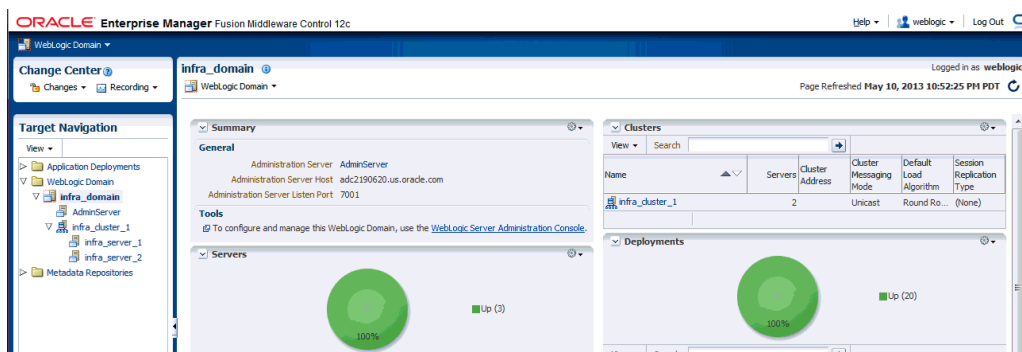 ORACLE Enterprise Manager Fusion Middleware Control 12c
Help weblogic Log Out
WebLogic Domain
Change Center
Changes Recording
infra_domain
Logged in as weblogic
WebLogic Domain
Page Refreshed May 10, 2013 10:52:25 PM PDT
Target Navigation
View
Application Deployments
WebLogic Domain
infra_domain
AdminServer
infra_cluster_1
infra_server_1
infra_server_2
Metadata Repositories
Summary
General
Administration Server AdminServer
Administration Server Host adc2190620.us.oracle.com
Administration Server Listen Port 7001
Tools
To configure and manage this WebLogic Domain, use the WebLogic Server Administration Console.
Servers
Up (3)
100%
Clusters
View Search
Name Servers Cluster Address Cluster Messaging Mode Default Load Algorithm Session Replication Type
infra_cluster_1 2 Unicast Round Ro... (None)
Deployments
Up (20)
100%